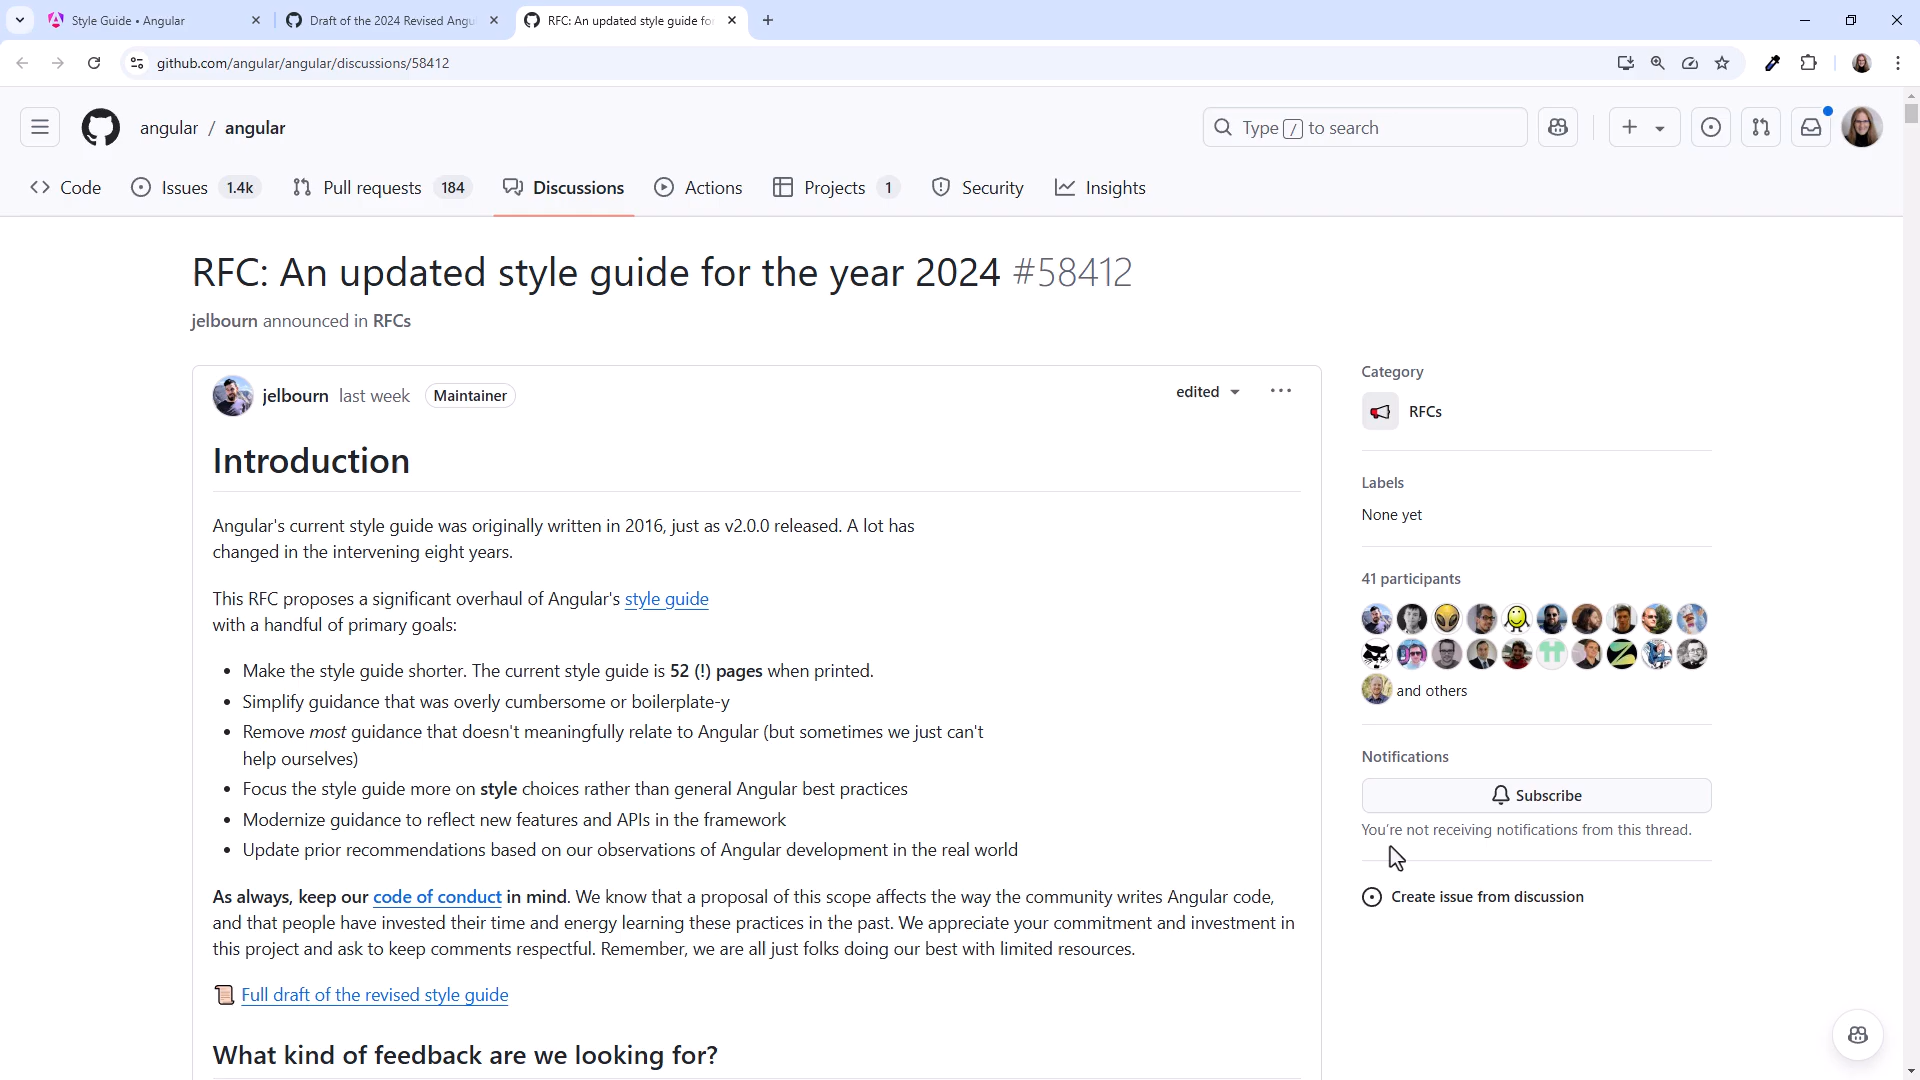 Style Guide • Angular
Draft of the 2024 Revised Angu
RFC: An updated style guide fo
github.com/angular/angular/discussions/58412
angular / angular
Type / to search
Code
Issues 1.4k
Pull requests 184
Discussions
Actions
Projects 1
Security
Insights
RFC: An updated style guide for the year 2024 #58412
jelbourn announced in RFCs
jelbourn last week Maintainer
edited
Introduction
Angular's current style guide was originally written in 2016, just as v2.0.0 released. A lot has
changed in the intervening eight years.
This RFC proposes a significant overhaul of Angular's style guide
with a handful of primary goals:
• Make the style guide shorter. The current style guide is 52 (!) pages when printed.
• Simplify guidance that was overly cumbersome or boilerplate-y
• Remove most guidance that doesn't meaningfully relate to Angular (but sometimes we just can't
help ourselves)
• Focus the style guide more on style choices rather than general Angular best practices
• Modernize guidance to reflect new features and APIs in the framework
• Update prior recommendations based on our observations of Angular development in the real world
As always, keep our code of conduct in mind. We know that a proposal of this scope affects the way the community writes Angular code,
and that people have invested their time and energy learning these practices in the past. We appreciate your commitment and investment in
this project and ask to keep comments respectful. Remember, we are all just folks doing our best with limited resources.
Full draft of the revised style guide
What kind of feedback are we looking for?
Category
RFCs
Labels
None yet
41 participants
and others
Notifications
Subscribe
You're not receiving notifications from this thread.
Create issue from discussion